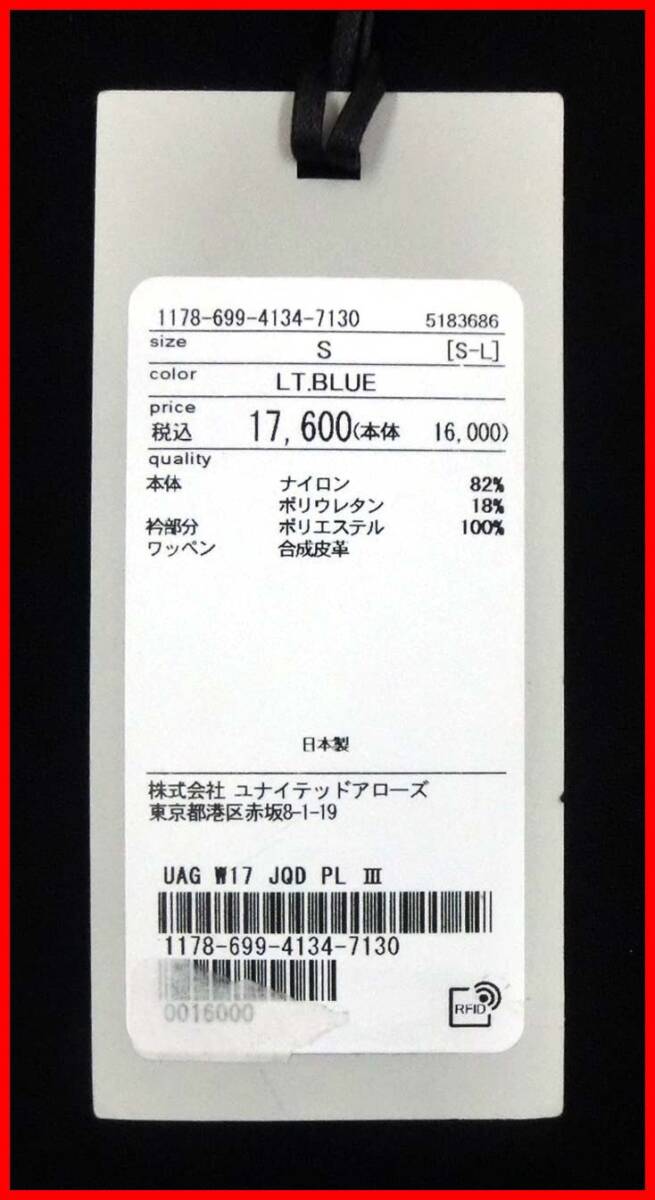 1178-699-4134-7130 5183686
size S [S-L]
color LT.BLUE
price
税込 17,600(本体 16,000)
quality
本体 ナイロン 82%
ポリウレタン 18%
衿部分 ポリエステル 100%
ワッペン 合成皮革
日本製
株式会社 ユナイテッドアローズ
東京都港区赤坂8-1-19
UAG W17 JQD PL Ⅲ
1178-699-4134-7130
0016000
RFID